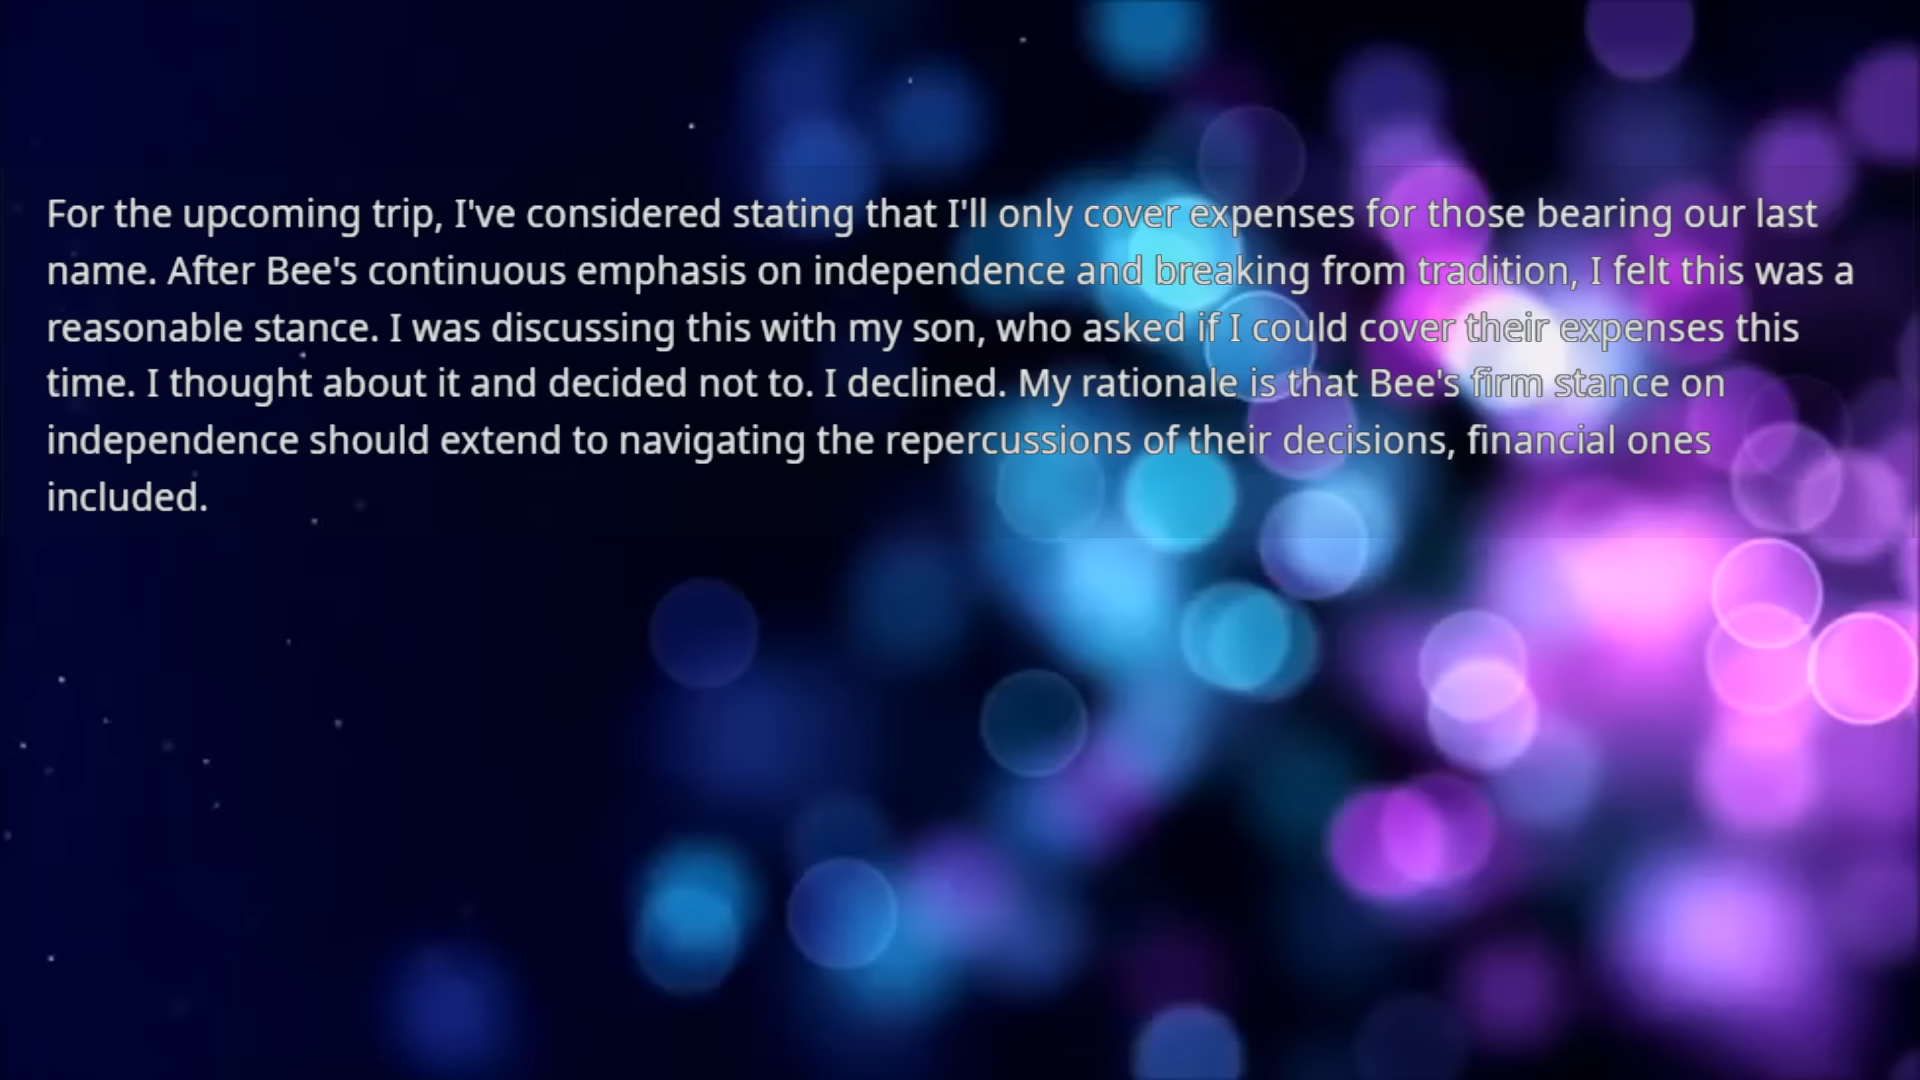 For the upcoming trip, I've considered stating that I'll only cover expenses for those bearing our last
name. After Bee's continuous emphasis on independence and breaking from tradition, I felt this was a
reasonable stance. I was discussing this with my son, who asked if I could cover their expenses this
time. I thought about it and decided not to. I declined. My rationale is that Bee's firm stance on
independence should extend to navigating the repercussions of their decisions, financial ones
included.